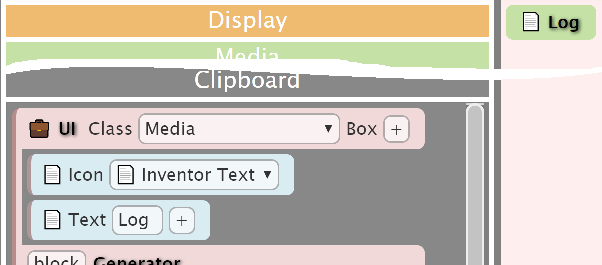 Display
Log
Media
Clipboard
UI Class Media Box +
Icon Inventor Text
Text Log +
block Generator